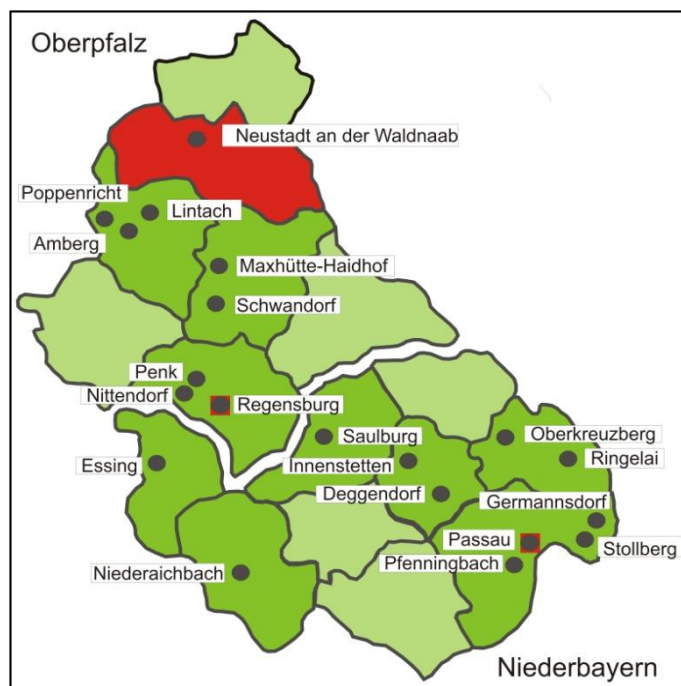 Oberpfalz
Neustadt an der Waldnaab
Poppenricht
Lintach
Amberg
Maxhütte-Haidhof
Schwandorf
Penk
Nittendorf
Regensburg
Saulburg
Oberkreuzberg
Essing
Innenstetten
Ringelai
Deggendorf
Germannsdorf
Passau
Stollberg
Pfenningbach
Niederaichbach
Niederbayern